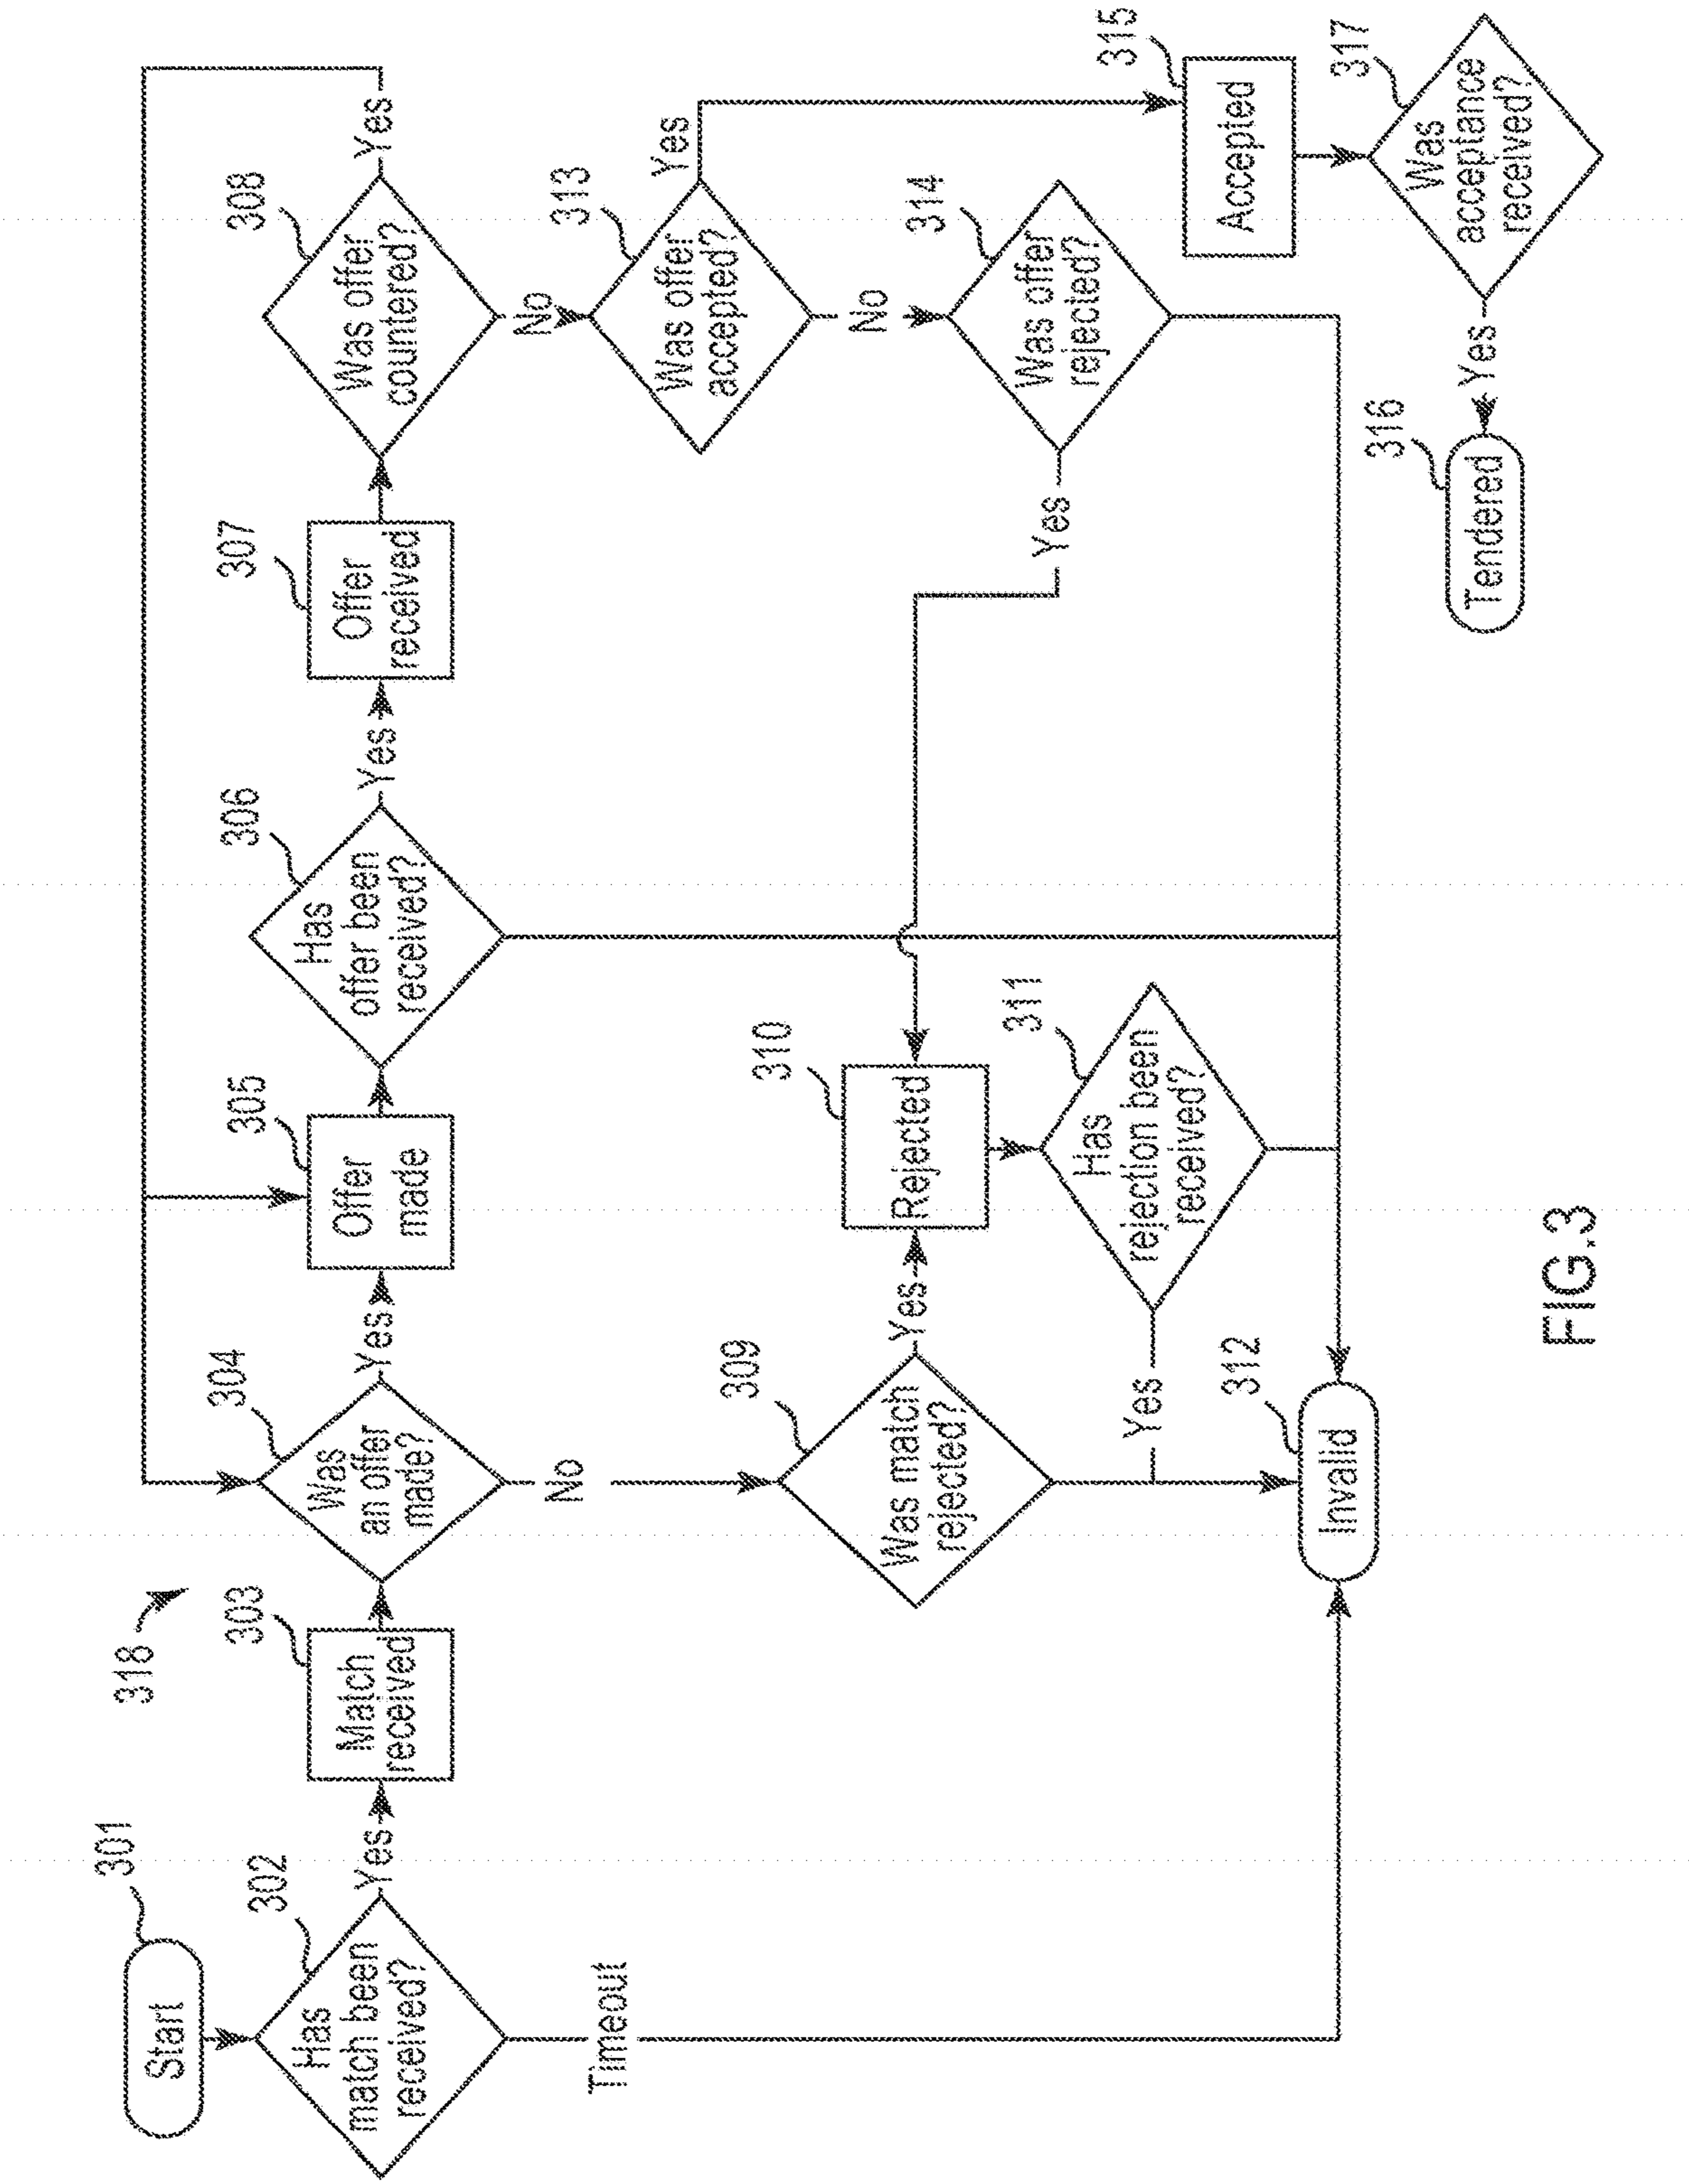 301
Start
302
Has
match been
received?
Yes
Timeout
318
303
Match
received
304
Was
an offer
made?
Yes
No
305
Offer
made
306
Has
offer been
received?
Yes
307
Offer
received
308
Was offer
countered?
Yes
No
309
Was match
rejected?
Yes
310
Rejected
311
Has
rejection been
received?
Yes
312
Invalid
313
Was offer
accepted?
Yes
No
314
Was offer
rejected?
Yes
315
Accepted
317
Was
acceptance
received?
Yes
316
Tendered
FIG.3